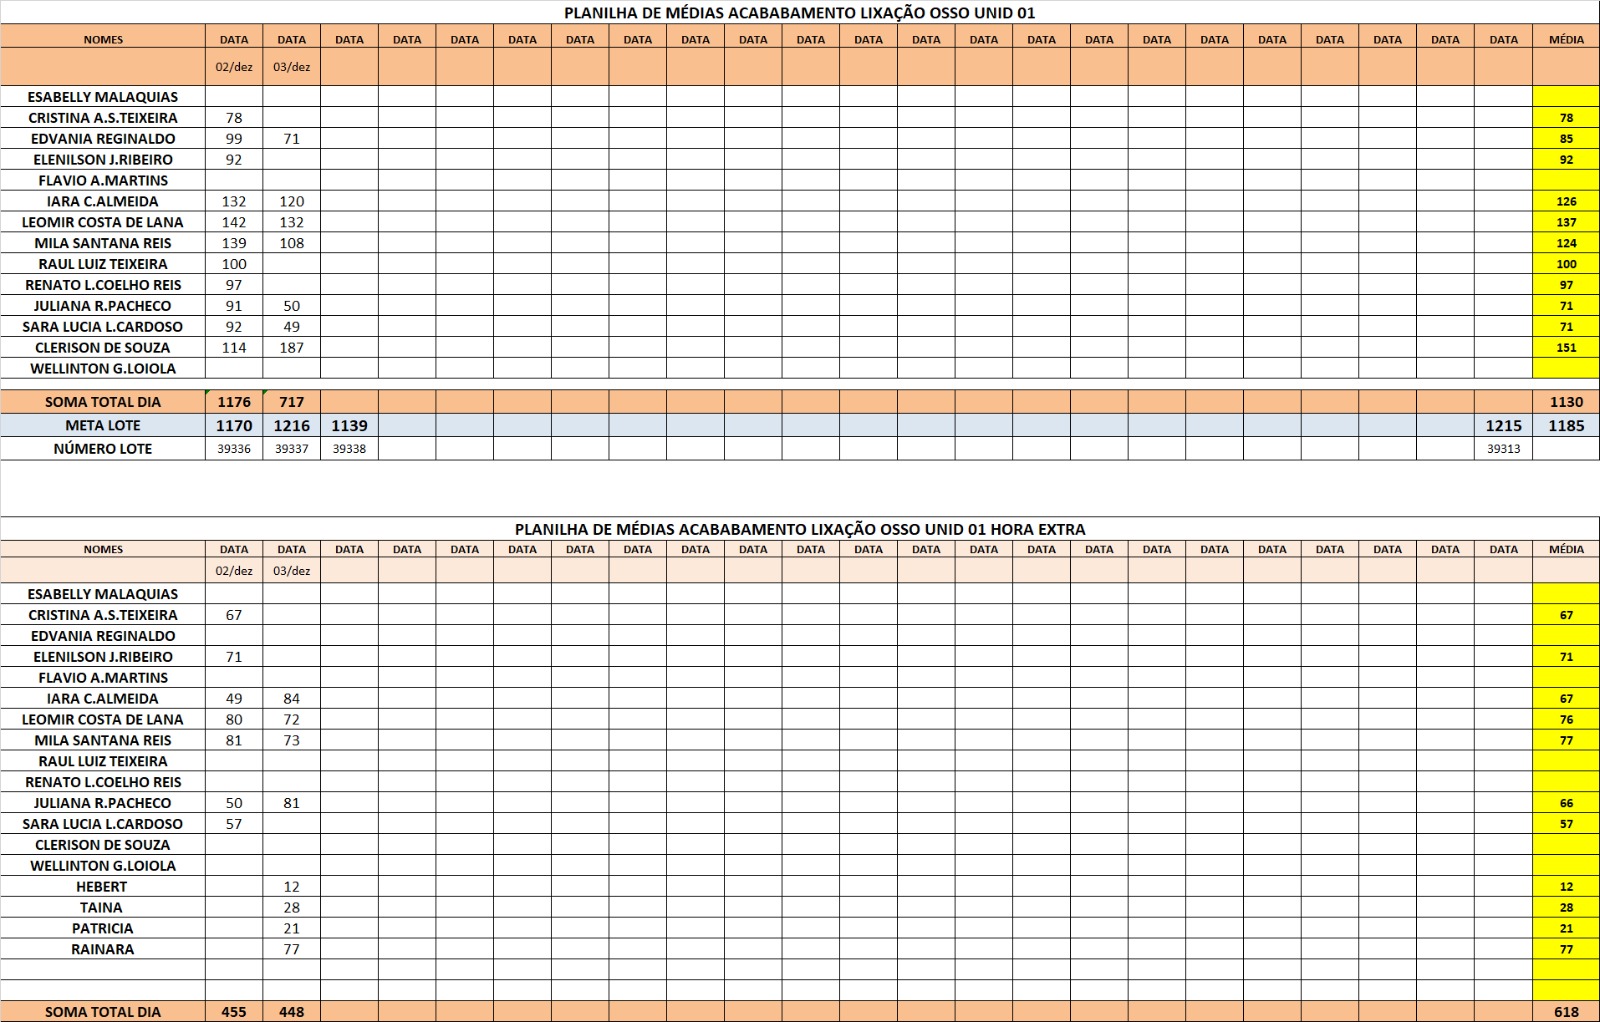 PLANILHA DE MÉDIAS ACABABAMENTO LIXAÇÃO OSSO UNID 01
NOMES DATA DATA DATA DATA DATA DATA DATA DATA DATA DATA DATA DATA DATA DATA DATA DATA DATA DATA DATA DATA DATA DATA DATA MÉDIA
02/dez 03/dez
ESABELLY MALAQUIAS
CRISTINA A.S.TEIXEIRA 78 78
EDVANIA REGINALDO 99 71 85
ELENILSON J.RIBEIRO 92 92
FLAVIO A.MARTINS
IARA C.ALMEIDA 132 120 126
LEOMIR COSTA DE LANA 142 132 137
MILA SANTANA REIS 139 108 124
RAUL LUIZ TEIXEIRA 100 100
RENATO L.COELHO REIS 97 97
JULIANA R.PACHECO 91 50 71
SARA LUCIA L.CARDOSO 92 49 71
CLERISON DE SOUZA 114 187 151
WELLINTON G.LOIOLA
SOMA TOTAL DIA 1176 717 1130
META LOTE 1170 1216 1139 1215 1185
NÚMERO LOTE 39336 39337 39338 39313
PLANILHA DE MÉDIAS ACABABAMENTO LIXAÇÃO OSSO UNID 01 HORA EXTRA
NOMES DATA DATA DATA DATA DATA DATA DATA DATA DATA DATA DATA DATA DATA DATA DATA DATA DATA DATA DATA DATA DATA DATA DATA MÉDIA
02/dez 03/dez
ESABELLY MALAQUIAS
CRISTINA A.S.TEIXEIRA 67 67
EDVANIA REGINALDO
ELENILSON J.RIBEIRO 71 71
FLAVIO A.MARTINS
IARA C.ALMEIDA 49 84 67
LEOMIR COSTA DE LANA 80 72 76
MILA SANTANA REIS 81 73 77
RAUL LUIZ TEIXEIRA
RENATO L.COELHO REIS
JULIANA R.PACHECO 50 81 66
SARA LUCIA L.CARDOSO 57 57
CLERISON DE SOUZA
WELLINTON G.LOIOLA
HEBERT 12 12
TAINA 28 28
PATRICIA 21 21
RAINARA 77 77
SOMA TOTAL DIA 455 448 618